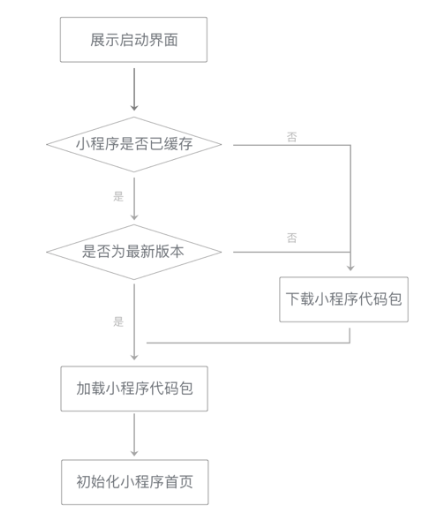 展示启动界面
小程序是否已缓存
否
是
是否为最新版本
否
下载小程序代码包
是
加载小程序代码包
初始化小程序首页